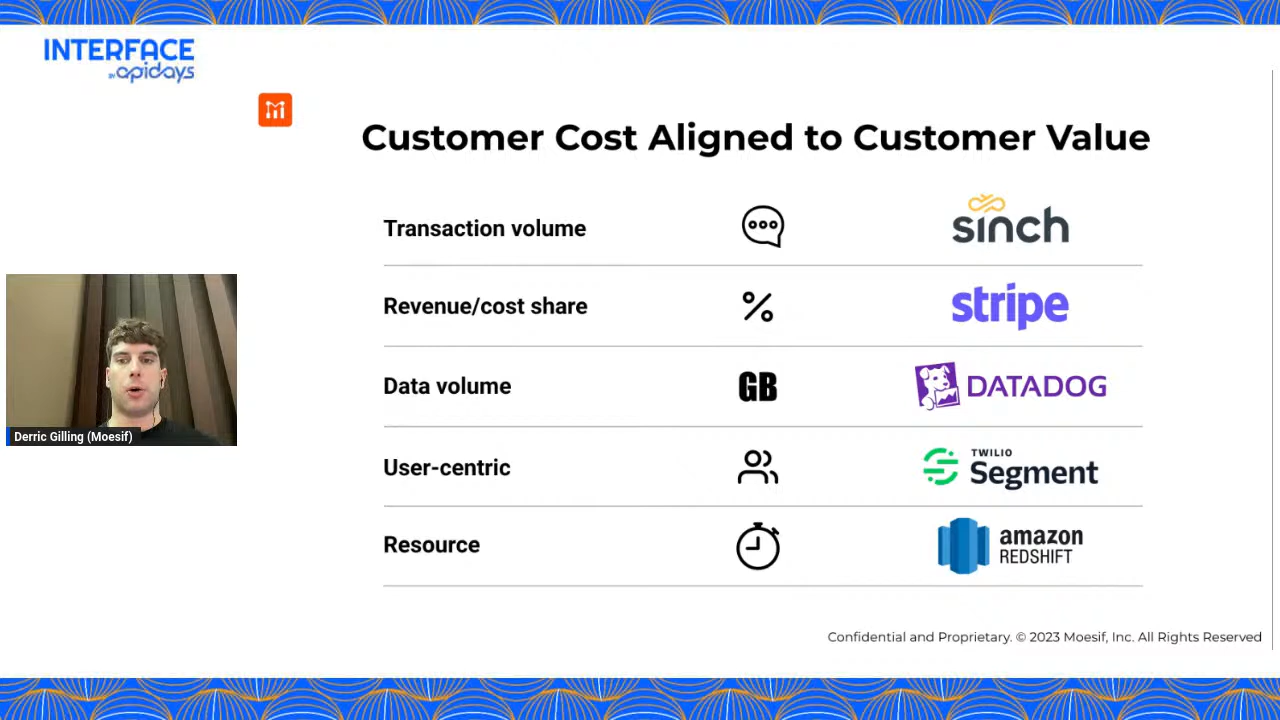 INTERFACE
BY apidays
Customer Cost Aligned to Customer Value
Transaction volume
sinch
Revenue/cost share
%
stripe
Data volume
GB
DATADOG
User-centric
TWILIO
Segment
Resource
amazon
REDSHIFT
Derric Gilling (Moesif)
Confidential and Proprietary. © 2023 Moesif, Inc. All Rights Reserved